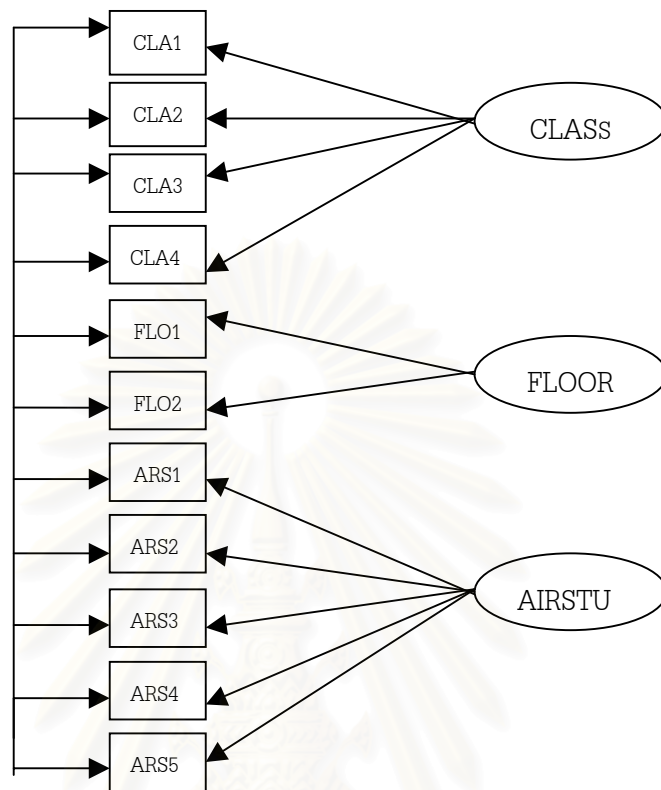 CLA1
CLA2
CLASS
CLA3
CLA4
FLO1
FLO2
FLOOR
ARS1
ARS2
ARS3
AIRSTU
ARS4
ARS5